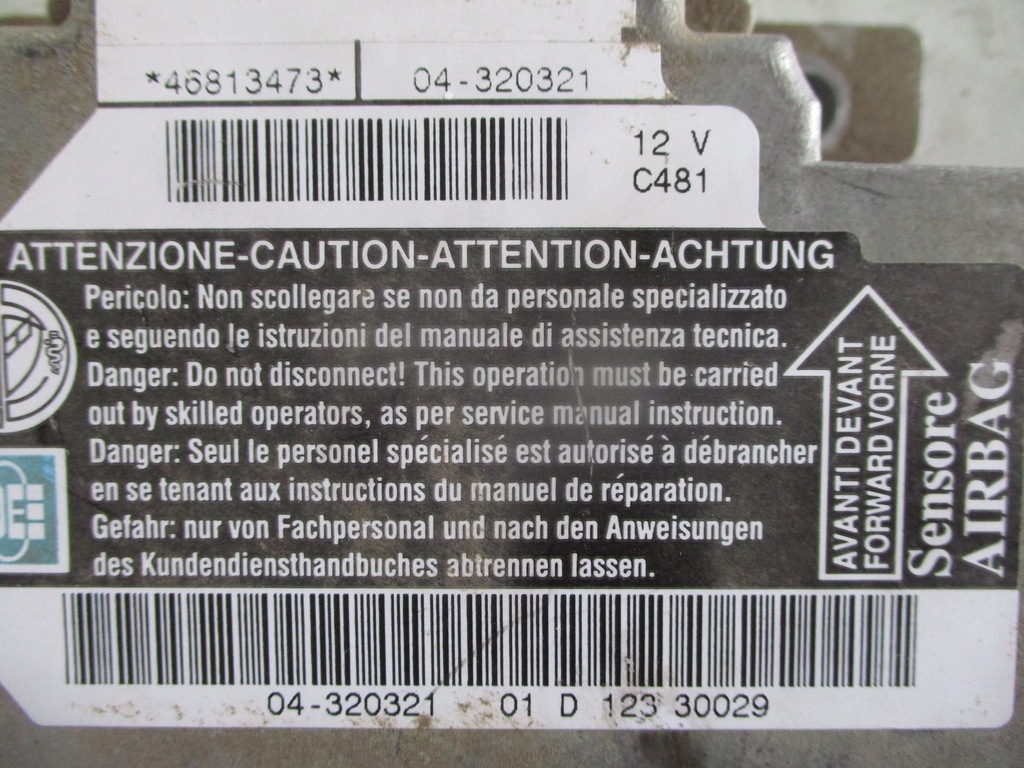 *46813473* 04-320321
12 V
C481
ATTENZIONE-CAUTION-ATTENTION-ACHTUNG
Pericolo: Non scollegare se non da personale specializzato
e seguendo le istruzioni del manuale di assistenza tecnica.
Danger: Do not disconnect! This operation must be carried
out by skilled operators, as per service manual instruction.
Danger: Seul le personel spécialisé est autorisé à débrancher
en se tenant aux instructions du manuel de réparation.
Gefahr: nur von Fachpersonal und nach den Anweisungen
des Kundendiensthandbuches abtrennen lassen.
AVANTI DEVANT
FORWARD VORNE
Sensore
AIRBAG
04-320321 01 D 123 30029